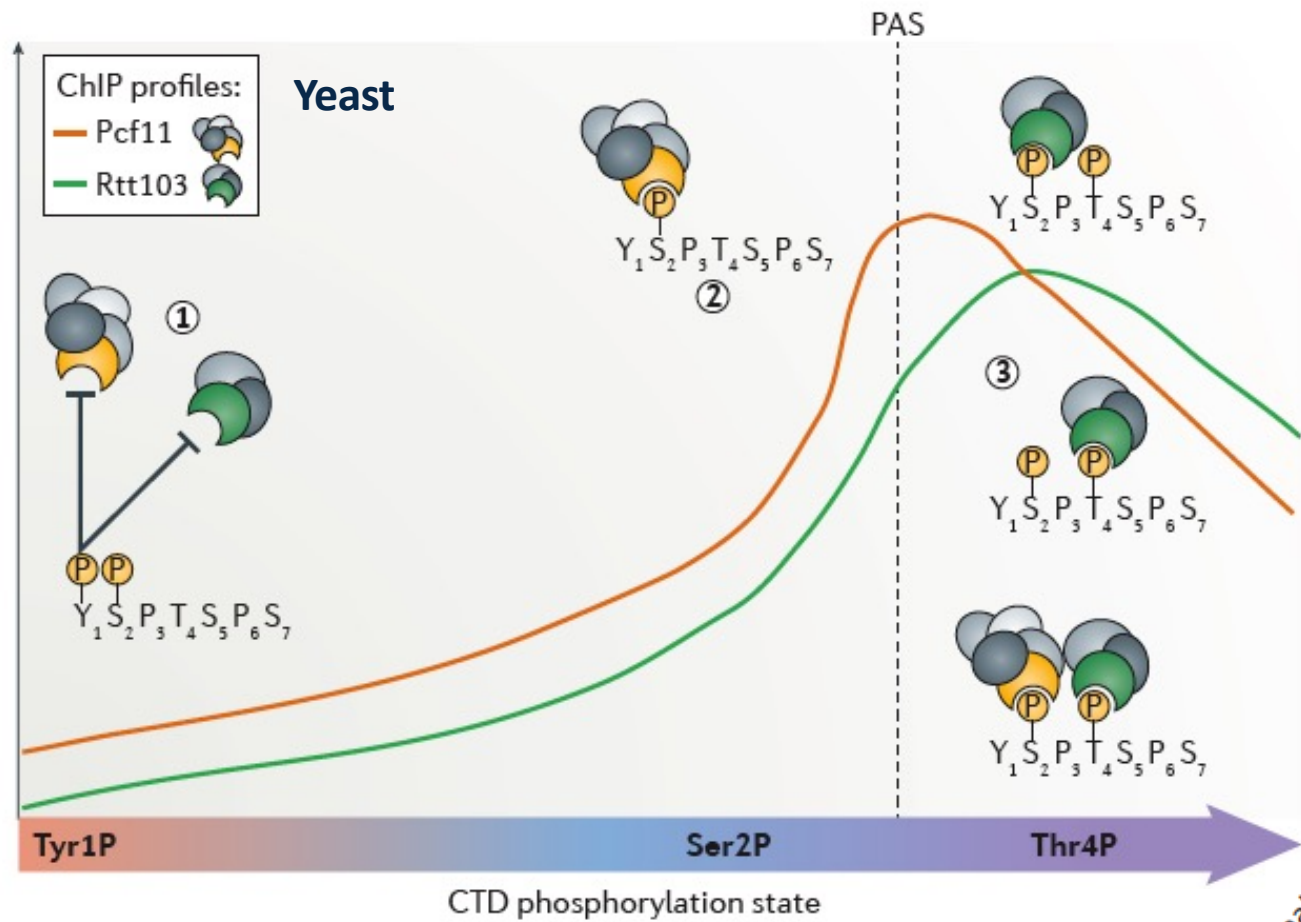 PAS
ChIP profiles:
Pcf11
Rtt103
Yeast
P
Y₁S₂P₃T₄S₅P₆S₇
②
P P
Y₁S₂P₃T₄S₅P₆S₇
①
P P
Y₁S₂P₃T₄S₅P₆S₇
③
P P
Y₁S₂P₃T₄S₅P₆S₇
P P
Y₁S₂P₃T₄S₅P₆S₇
Tyr1P Ser2P Thr4P
CTD phosphorylation state